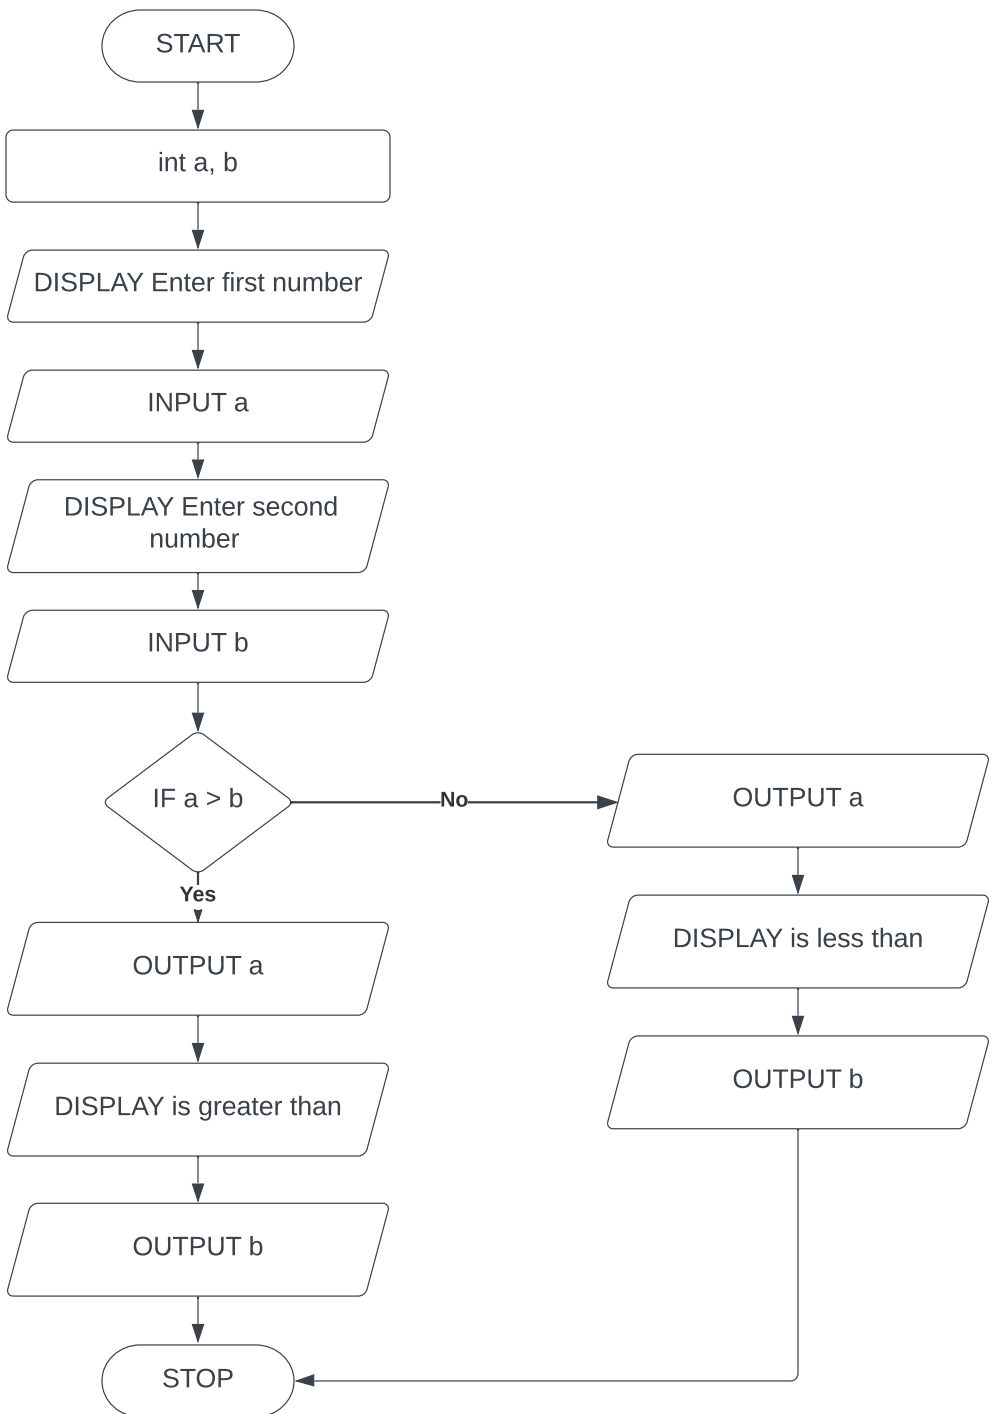 START
int a, b
DISPLAY Enter first number
INPUT a
DISPLAY Enter second
number
INPUT b
IF a > b
No
Yes
OUTPUT a
DISPLAY is greater than
OUTPUT b
OUTPUT a
DISPLAY is less than
OUTPUT b
STOP